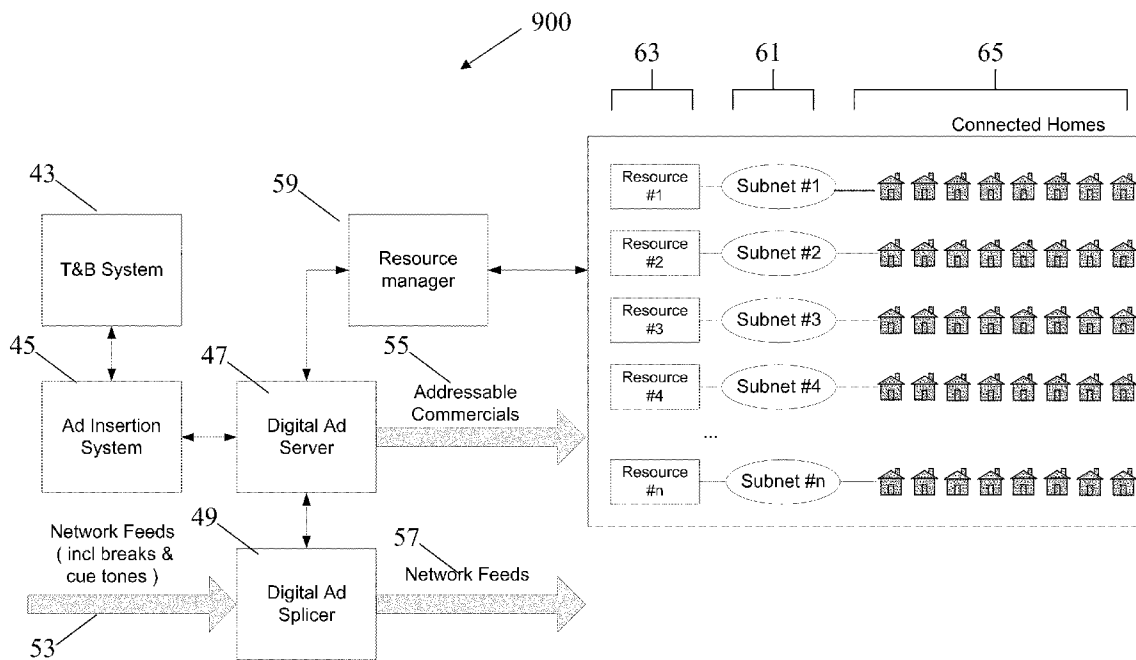 900
63
61
65
Connected Homes
43
T&B System
59
Resource
manager
Resource
#1
Subnet #1
Resource
#2
Subnet #2
Resource
#3
Subnet #3
Resource
#4
Subnet #4
...
Resource
#n
Subnet #n
45
Ad Insertion
System
47
Digital Ad
Server
55
Addressable
Commercials
Network Feeds
( incl breaks &
cue tones )
53
49
Digital Ad
Splicer
57
Network Feeds